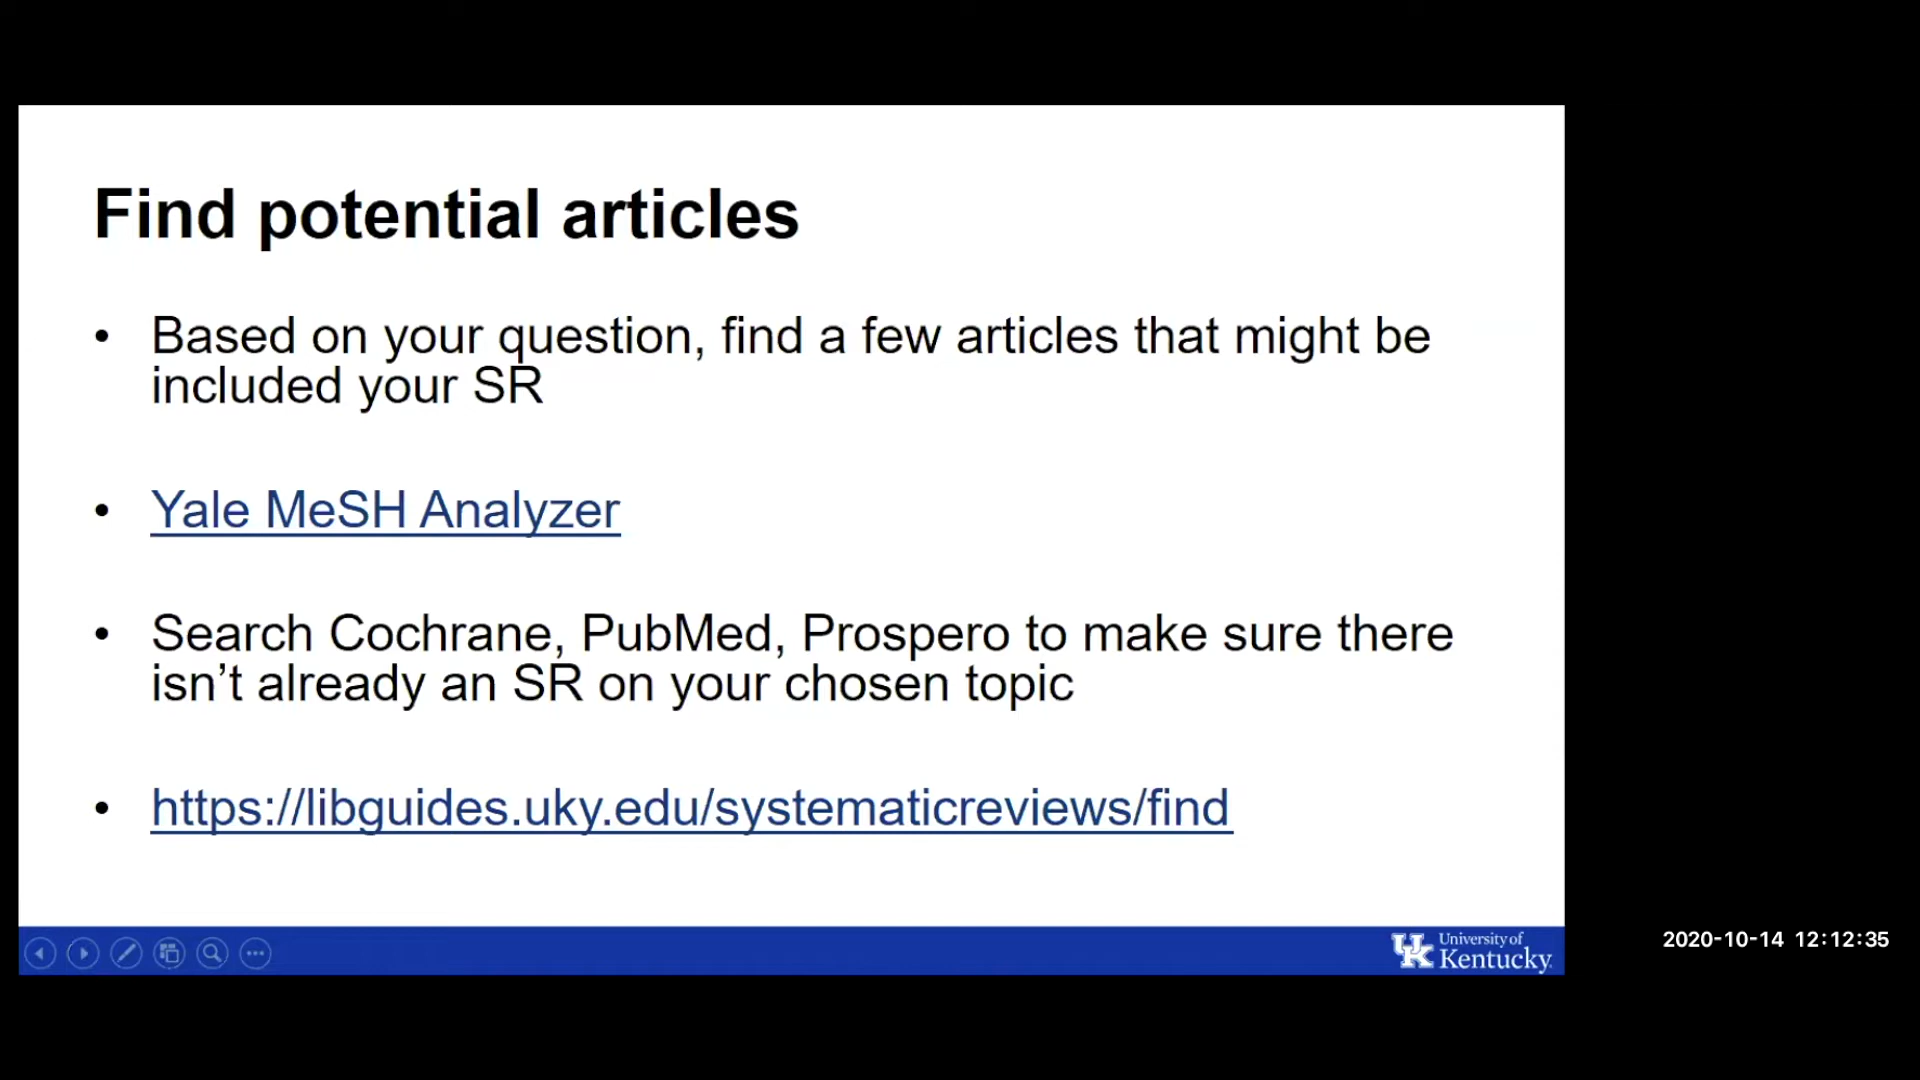 Find potential articles
• Based on your question, find a few articles that might be
included your SR
• Yale MeSH Analyzer
• Search Cochrane, PubMed, Prospero to make sure there
isn’t already an SR on your chosen topic
• https://libguides.uky.edu/systematicreviews/find
UK University of
Kentucky
2020-10-14 12:12:35